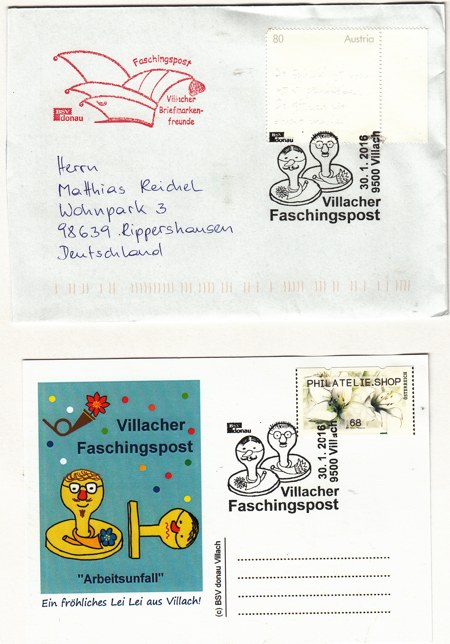 Faschingspost
Villacher
Briefmarken-
freunde
BSV
donau
80 Austria
BSV
donau
30. 1. 2016
9500 Villach
Villacher
Faschingspost
Herrn
Matthias Reichel
Wohnpark 3
98639 Rippershausen
Deutschland
PHILATELIE.SHOP
68
ÖSTERREICH
BSV
donau
30. 1. 2016
9500 Villach
Villacher
Faschingspost
Villacher
Faschingspost
"Arbeitsunfall"
Ein fröhliches Lei Lei aus Villach!
(c) BSV donau Villach